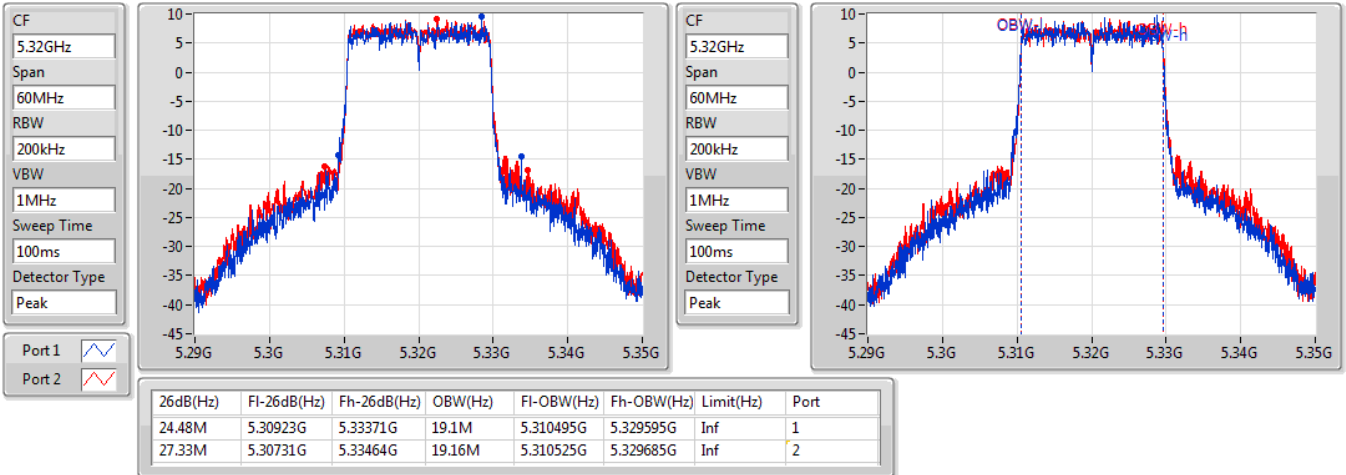 CF
5.32GHz
Span
60MHz
RBW
200kHz
VBW
1MHz
Sweep Time
100ms
Detector Type
Peak
10
5
0
-5
-10
-15
-20
-25
-30
-35
-40
-45
5.29G 5.3G 5.31G 5.32G 5.33G 5.34G 5.35G
CF
5.32GHz
Span
60MHz
RBW
200kHz
VBW
1MHz
Sweep Time
100ms
Detector Type
Peak
10
5
0
-5
-10
-15
-20
-25
-30
-35
-40
-45
5.29G 5.3G 5.31G 5.32G 5.33G 5.34G 5.35G
Port 1
Port 2
26dB(Hz) Fl-26dB(Hz) Fh-26dB(Hz) OBW(Hz) Fl-OBW(Hz) Fh-OBW(Hz) Limit(Hz) Port
24.48M 5.30923G 5.33371G 19.1M 5.310495G 5.329595G Inf 1
27.33M 5.30731G 5.33464G 19.16M 5.310525G 5.329685G Inf 2